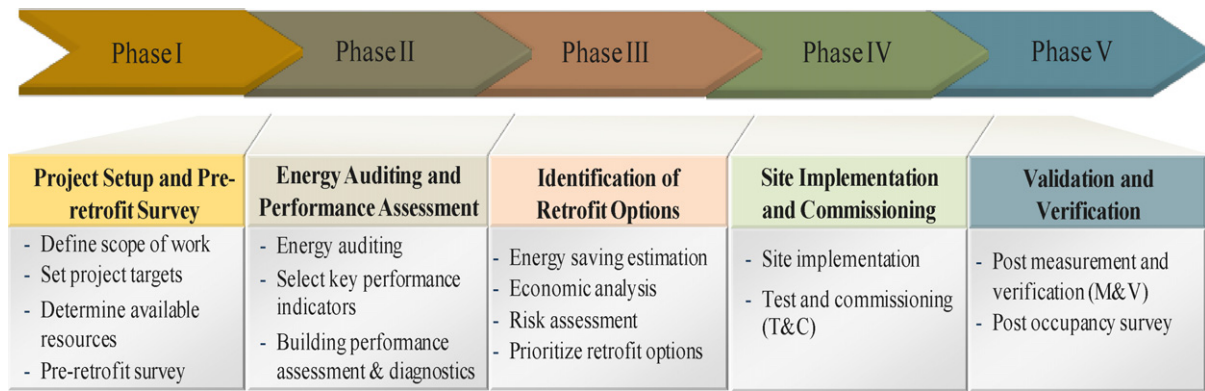 Phase I
Phase II
Phase III
Phase IV
Phase V
Project Setup and Pre-
retrofit Survey
- Define scope of work
- Set project targets
- Determine available
resources
- Pre-retrofit survey
Energy Auditing and
Performance Assessment
- Energy auditing
- Select key performance
indicators
- Building performance
assessment & diagnostics
Identification of
Retrofit Options
- Energy saving estimation
- Economic analysis
- Risk assessment
- Prioritize retrofit options
Site Implementation
and Commissioning
- Site implementation
- Test and commissioning
(T&C)
Validation and
Verification
- Post measurement and
verification (M&V)
- Post occupancy survey